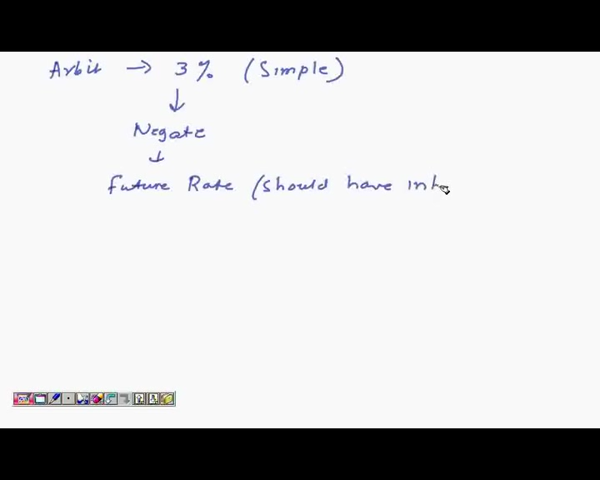 Arbit → 3% (Simple)
↓
Negate
↓
Future Rate (Should have int